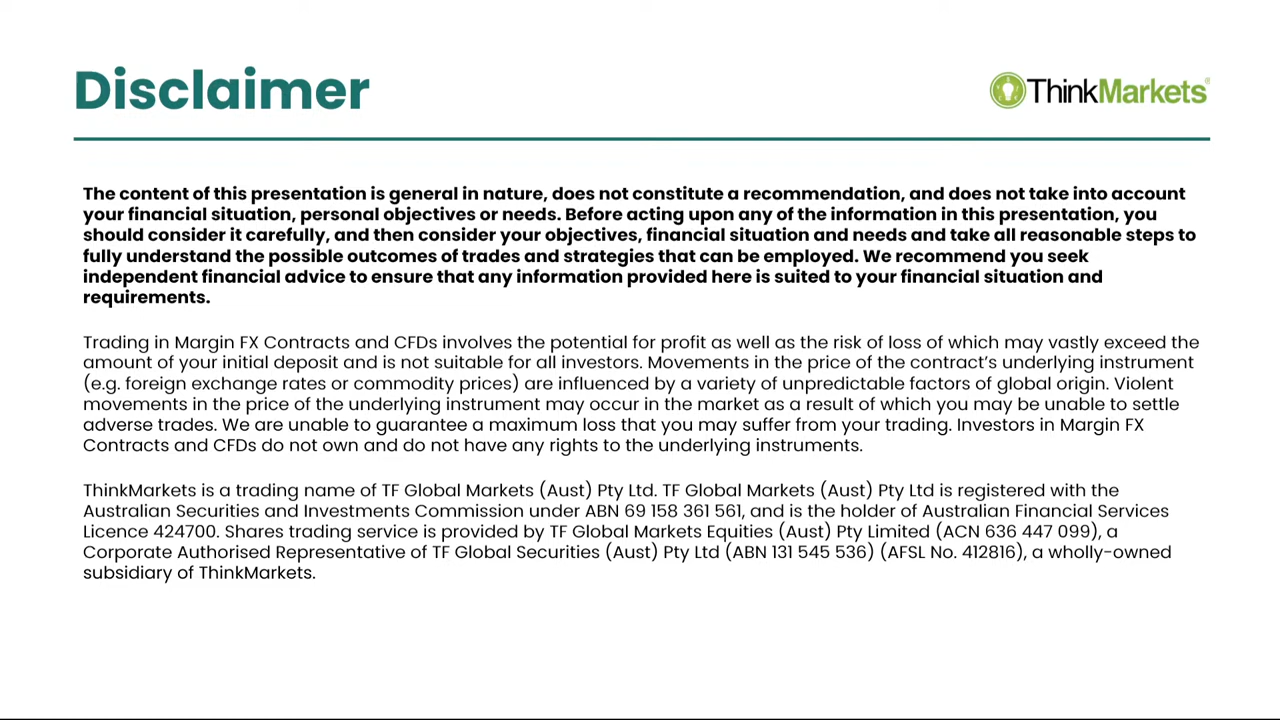 Disclaimer
ThinkMarkets®
The content of this presentation is general in nature, does not constitute a recommendation, and does not take into account
your financial situation, personal objectives or needs. Before acting upon any of the information in this presentation, you
should consider it carefully, and then consider your objectives, financial situation and needs and take all reasonable steps to
fully understand the possible outcomes of trades and strategies that can be employed. We recommend you seek
independent financial advice to ensure that any information provided here is suited to your financial situation and
requirements.
Trading in Margin FX Contracts and CFDs involves the potential for profit as well as the risk of loss of which may vastly exceed the
amount of your initial deposit and is not suitable for all investors. Movements in the price of the contract’s underlying instrument
(e.g. foreign exchange rates or commodity prices) are influenced by a variety of unpredictable factors of global origin. Violent
movements in the price of the underlying instrument may occur in the market as a result of which you may be unable to settle
adverse trades. We are unable to guarantee a maximum loss that you may suffer from your trading. Investors in Margin FX
Contracts and CFDs do not own and do not have any rights to the underlying instruments.
ThinkMarkets is a trading name of TF Global Markets (Aust) Pty Ltd. TF Global Markets (Aust) Pty Ltd is registered with the
Australian Securities and Investments Commission under ABN 69 158 361 561, and is the holder of Australian Financial Services
Licence 424700. Shares trading service is provided by TF Global Markets Equities (Aust) Pty Limited (ACN 636 447 099), a
Corporate Authorised Representative of TF Global Securities (Aust) Pty Ltd (ABN 131 545 536) (AFSL No. 412816), a wholly-owned
subsidiary of ThinkMarkets.